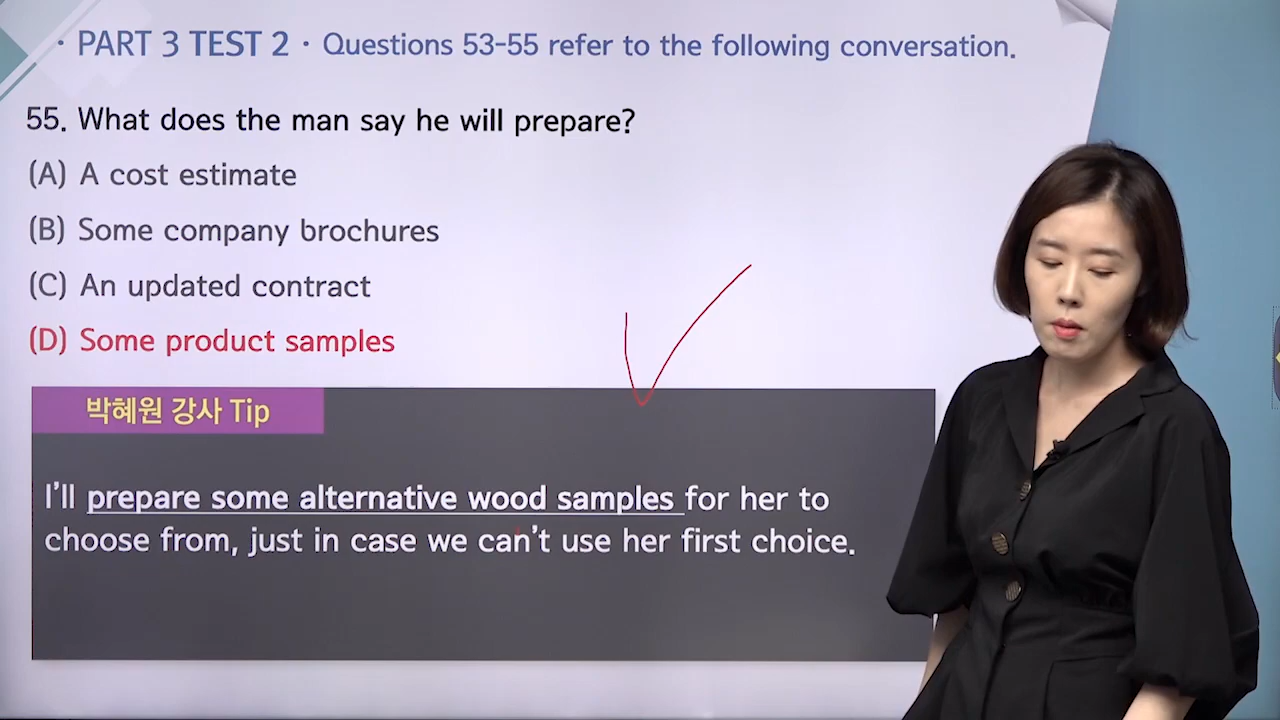 · PART 3 TEST 2 · Questions 53-55 refer to the following conversation.
55. What does the man say he will prepare?
(A) A cost estimate
(B) Some company brochures
(C) An updated contract
(D) Some product samples
박혜원 강사 Tip
I'll prepare some alternative wood samples for her to
choose from, just in case we can't use her first choice.